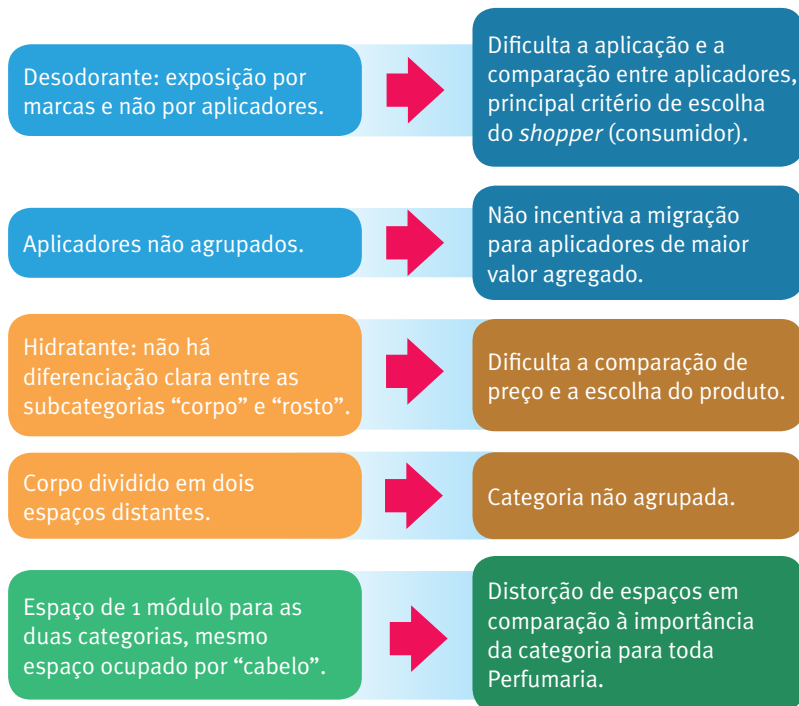 Desodorante: exposição por
marcas e não por aplicadores.
Dificulta a aplicação e a
comparação entre aplicadores,
principal critério de escolha
do shopper (consumidor).
Aplicadores não agrupados.
Não incentiva a migração
para aplicadores de maior
valor agregado.
Hidratante: não há
diferenciação clara entre as
subcategorias “corpo” e “rosto”.
Dificulta a comparação de
preço e a escolha do produto.
Corpo dividido em dois
espaços distantes.
Categoria não agrupada.
Espaço de 1 módulo para as
duas categorias, mesmo
espaço ocupado por “cabelo”.
Distorção de espaços em
comparação à importância
da categoria para toda
Perfumaria.